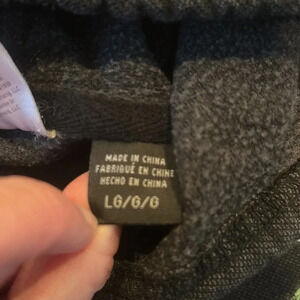 MADE IN CHINA
FABRIQUÉ EN CHINE
HECHO EN CHINA
LG/G/G